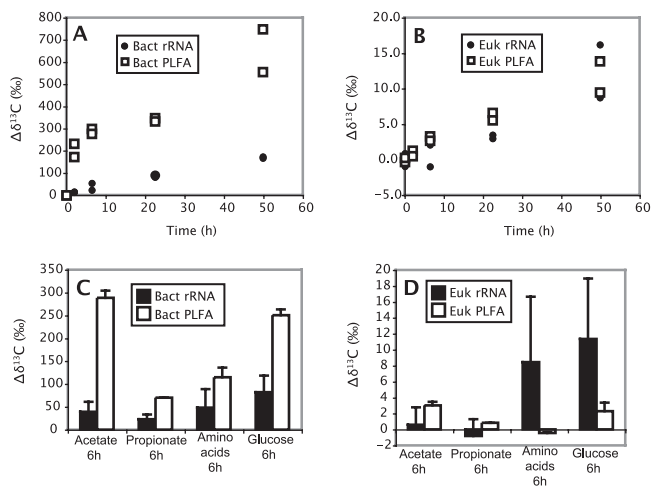 A
Bact rRNA
Bact PLFA
Δδ¹³C (‰)
800
700
600
500
400
300
200
100
0
0 10 20 30 40 50 60
Time (h)
B
Euk rRNA
Euk PLFA
Δδ¹³C (‰)
20.0
15.0
10.0
5.0
0.0
−5.0
0 10 20 30 40 50 60
Time (h)
C
Bact rRNA
Bact PLFA
Δδ¹³C (‰)
350
300
250
200
150
100
50
0
Acetate Propionate Amino Glucose
6h 6h acids 6h
6h
D
Euk rRNA
Euk PLFA
Δδ¹³C (‰)
20
18
16
14
12
10
8
6
4
2
0
−2
Acetate Propionate Amino Glucose
6h 6h acids 6h
6h